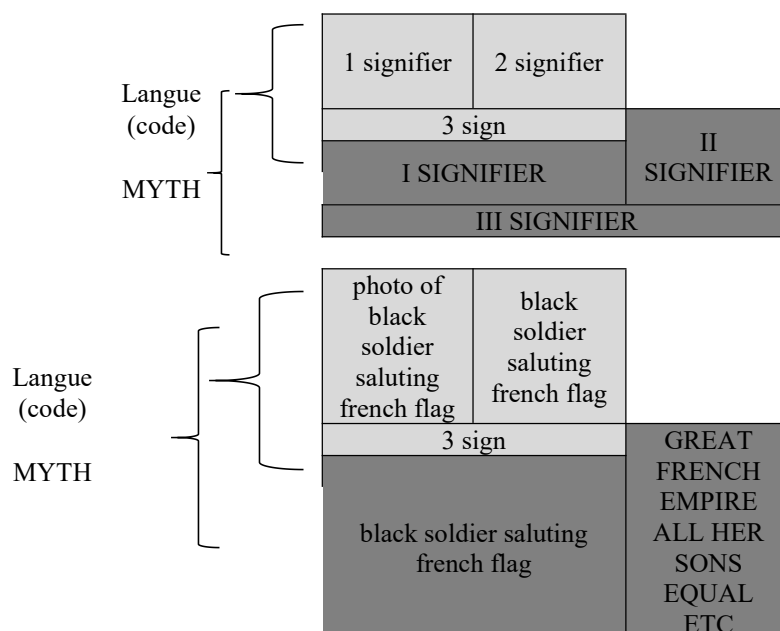 1 signifier
2 signifier
Langue
(code)
3 sign
II
SIGNIFIER
I SIGNIFIER
MYTH
III SIGNIFIER
photo of
black
soldier
saluting
french flag
black
soldier
saluting
french flag
Langue
(code)
3 sign
MYTH
black soldier saluting
french flag
GREAT
FRENCH
EMPIRE
ALL HER
SONS
EQUAL
ETC